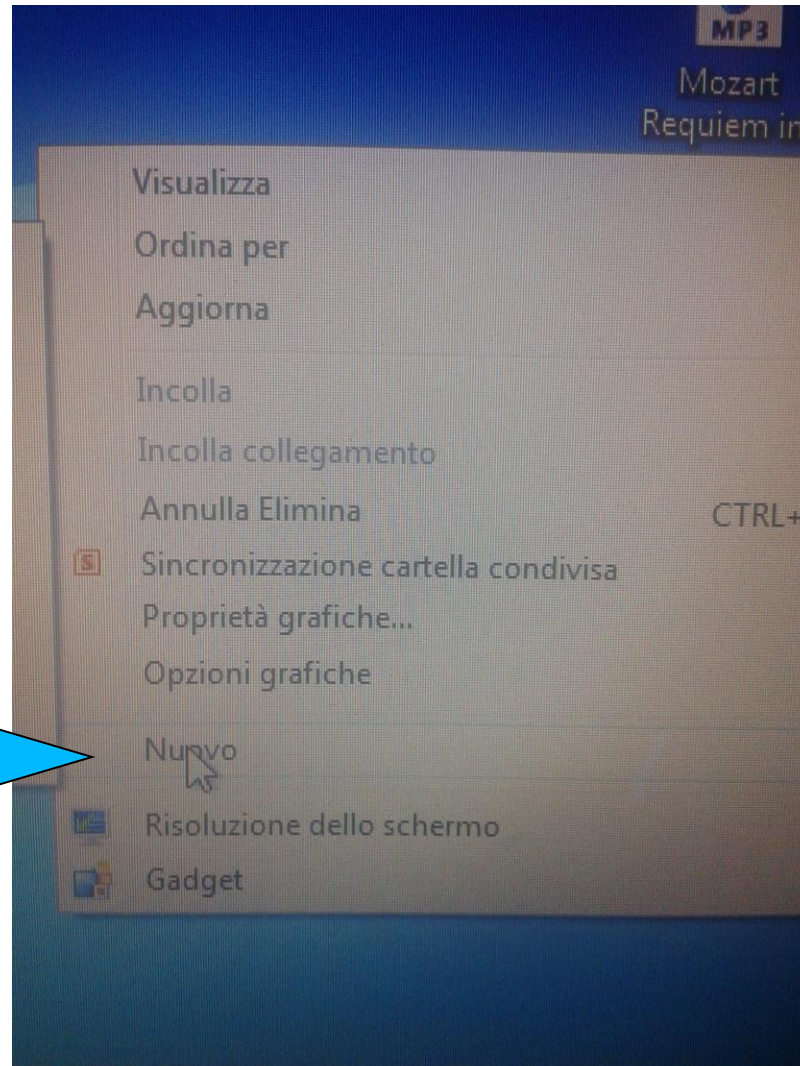 MP3
Mozart
Requiem in
Visualizza
Ordina per
Aggiorna
Incolla
Incolla collegamento
Annulla Elimina CTRL+
Sincronizzazione cartella condivisa
Proprietà grafiche...
Opzioni grafiche
Nuovo
Risoluzione dello schermo
Gadget